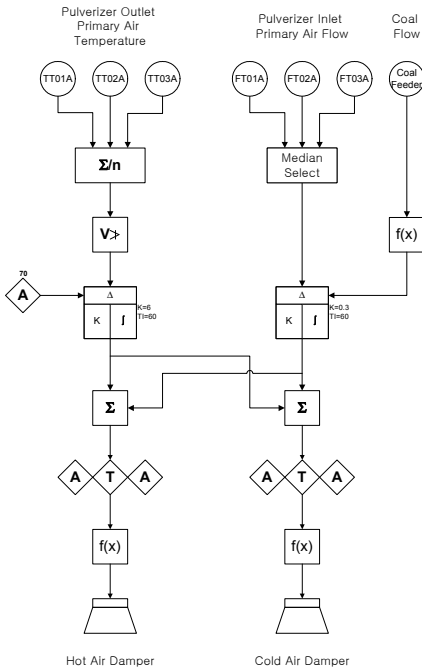 Pulverizer Outlet
Primary Air
Temperature
Pulverizer Inlet
Primary Air Flow
Coal
Flow
TT01A
TT02A
TT03A
FT01A
FT02A
FT03A
Coal
Feeder
Σ/n
Median
Select
V≯
f(x)
70
A
Δ
K ∫
K=6
TI=60
Δ
K ∫
K=0.3
TI=60
Σ
Σ
A T A
A T A
f(x)
f(x)
Hot Air Damper
Cold Air Damper